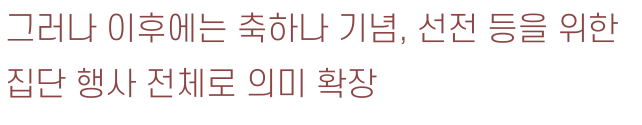 그러나 이후에는 축하나 기념, 선전 등을 위한
집단 행사 전체로 의미 확장